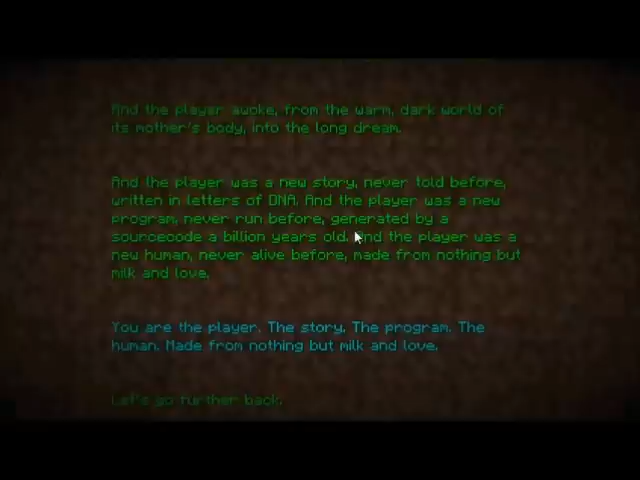 And the player awoke, from the warm, dark world of
its mother's body, into the long dream.
And the player was a new story, never told before,
written in letters of DNA. And the player was a new
program, never run before, generated by a
sourcecode a billion years old. And the player was a
new human, never alive before, made from nothing but
milk and love.
You are the player. The story. The program. The
human. Made from nothing but milk and love.
Let's go further back.